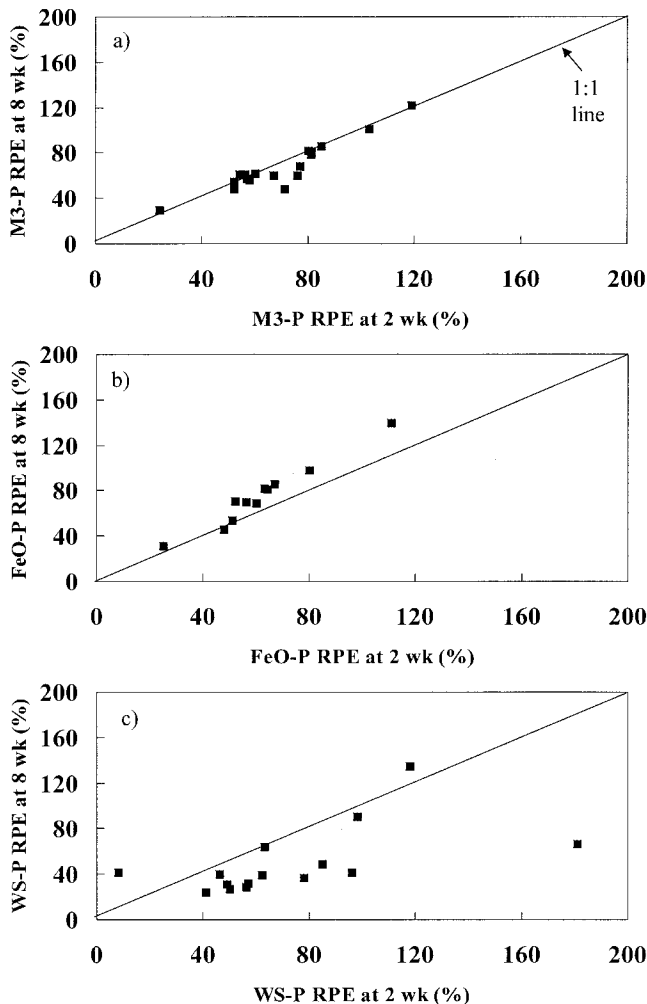 a)
M3-P RPE at 8 wk (%)
200
160
120
80
40
0
1:1
line
0 40 80 120 160 200
M3-P RPE at 2 wk (%)
b)
FeO-P RPE at 8 wk (%)
200
160
120
80
40
0
0 40 80 120 160 200
FeO-P RPE at 2 wk (%)
c)
WS-P RPE at 8 wk (%)
200
160
120
80
40
0
0 40 80 120 160 200
WS-P RPE at 2 wk (%)